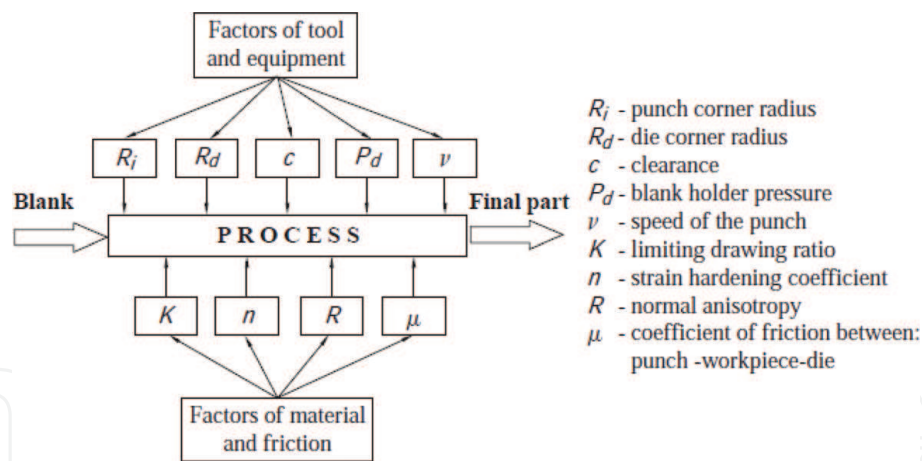 Factors of tool
and equipment
R_i R_d c P_d ν
Blank
Final part
PROCESS
K n R μ
Factors of material
and friction
R_i - punch corner radius
R_d - die corner radius
c - clearance
P_d - blank holder pressure
ν - speed of the punch
K - limiting drawing ratio
n - strain hardening coefficient
R - normal anisotropy
μ - coefficient of friction between:
punch -workpiece-die